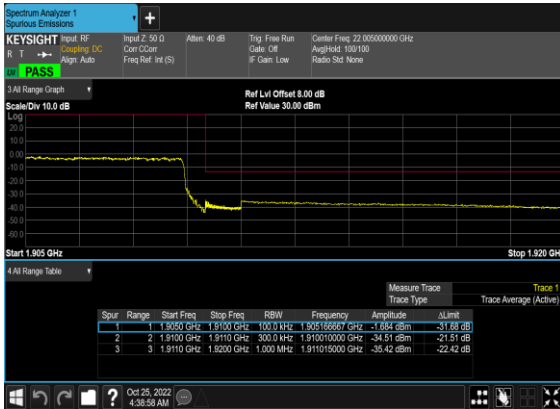 Spectrum Analyzer 1
Spurious Emissions
+
KEYSIGHT
R T
LXI PASS
Input: RF
Coupling: DC
Align: Auto
Input Z: 50 Ω
Corr CCorr
Freq Ref: Int (S)
Atten: 40 dB
Trig: Free Run
Gate: Off
IF Gain: Low
Center Freq: 22.005000000 GHz
Avg|Hold: 100/100
Radio Std: None
3 All Range Graph
Scale/Div 10.0 dB
Ref Lvl Offset 8.00 dB
Ref Value 30.00 dBm
Log
20.0
10.0
0.00
-10.0
-20.0
-30.0
-40.0
-50.0
-60.0
Start 1.905 GHz
Stop 1.920 GH
4 All Range Table
Measure Trace Trace 1
Trace Type Trace Average (Active)
Spur Range Start Freq Stop Freq RBW Frequency Amplitude ΔLimit
1 1 1.9050 GHz 1.9100 GHz 100.0 kHz 1.905166667 GHz -1.684 dBm -31.68 dB
2 2 1.9100 GHz 1.9110 GHz 300.0 kHz 1.910010000 GHz -34.51 dBm -21.51 dB
3 3 1.9110 GHz 1.9200 GHz 1.000 MHz 1.911015000 GHz -35.42 dBm -22.42 dB
?
Oct 25, 2022
4:38:58 AM